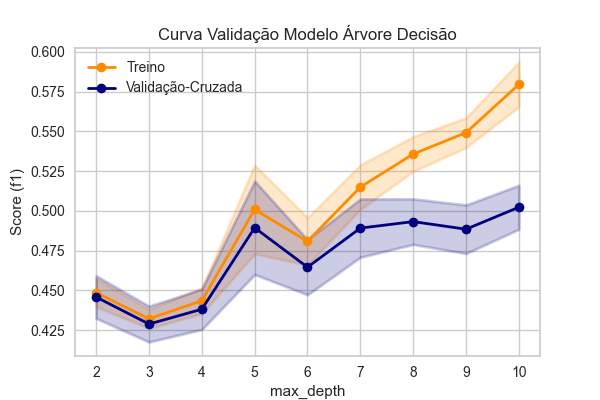 Curva Validação Modelo Árvore Decisão
0.600
0.575
0.550
0.525
0.500
0.475
0.450
0.425
Score (f1)
Treino
Validação-Cruzada
2 3 4 5 6 7 8 9 10
max_depth